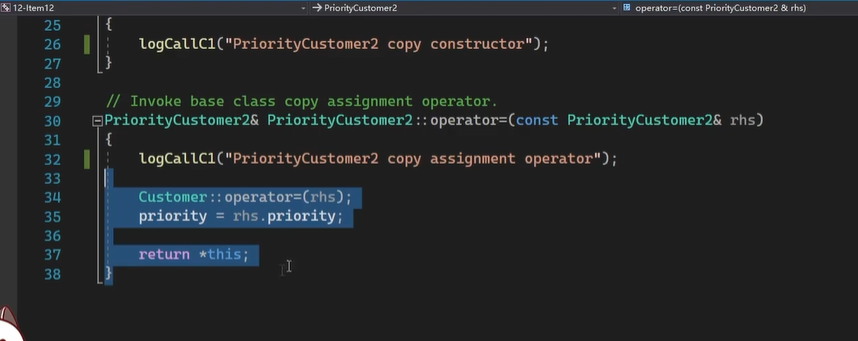 12-Item12
PriorityCustomer2
operator=(const PriorityCustomer2 & rhs)
25 {
26 logCallC1("PriorityCustomer2 copy constructor");
27 }
28
29 // Invoke base class copy assignment operator.
30 PriorityCustomer2& PriorityCustomer2::operator=(const PriorityCustomer2& rhs)
31 {
32 logCallC1("PriorityCustomer2 copy assignment operator");
33
34 Customer::operator=(rhs);
35 priority = rhs.priority;
36
37 return *this;
38 }